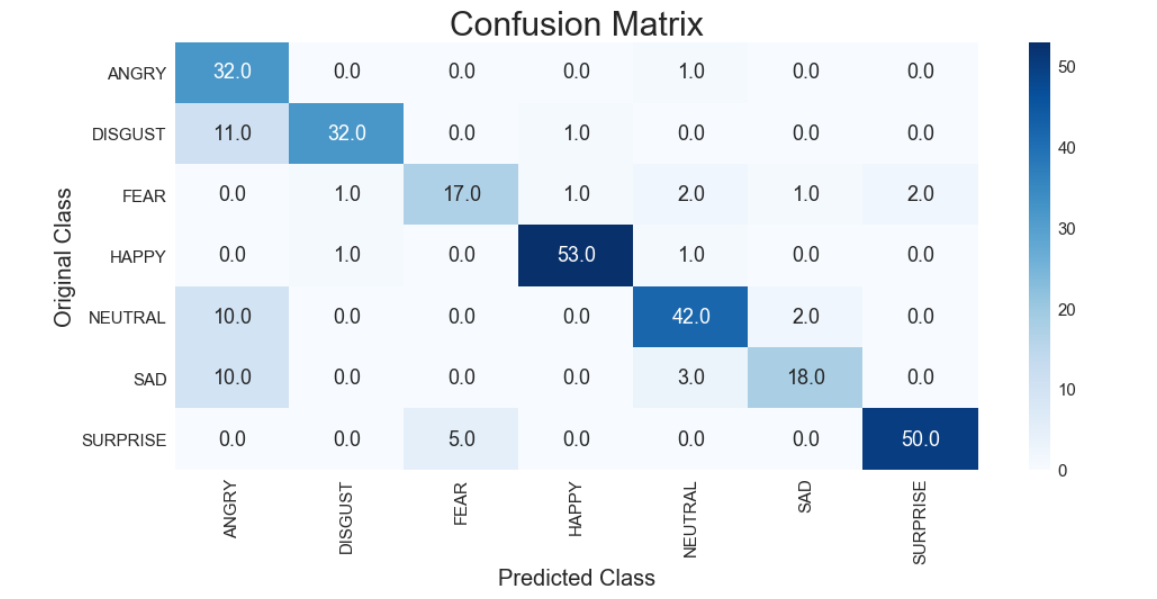 Confusion Matrix
ANGRY 32.0 0.0 0.0 0.0 1.0 0.0 0.0
DISGUST 11.0 32.0 0.0 1.0 0.0 0.0 0.0
FEAR 0.0 1.0 17.0 1.0 2.0 1.0 2.0
HAPPY 0.0 1.0 0.0 53.0 1.0 0.0 0.0
NEUTRAL 10.0 0.0 0.0 0.0 42.0 2.0 0.0
SAD 10.0 0.0 0.0 0.0 3.0 18.0 0.0
SURPRISE 0.0 0.0 5.0 0.0 0.0 0.0 50.0
Original Class
ANGRY DISGUST FEAR HAPPY NEUTRAL SAD SURPRISE
Predicted Class
50
40
30
20
10
0